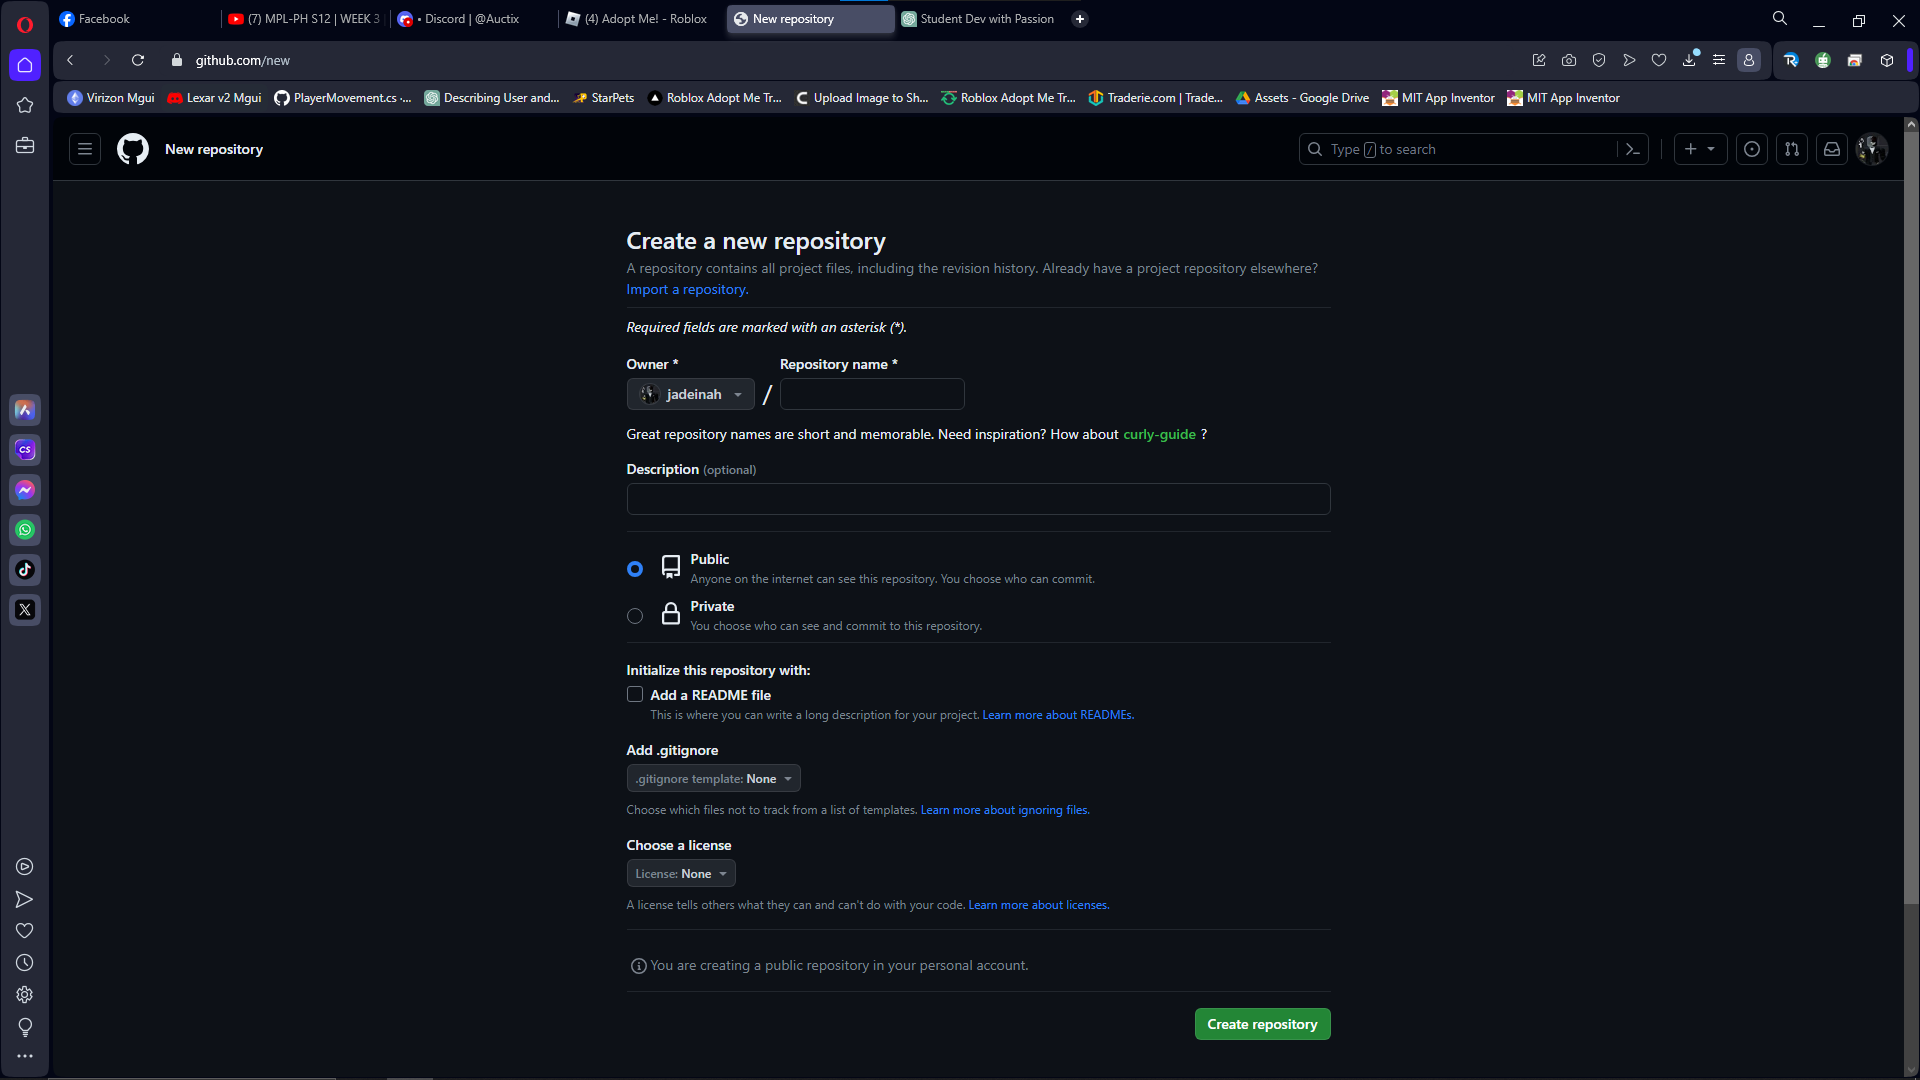 Facebook
(7) MPL-PH S12 | WEEK 3
• Discord | @Auctix
(4) Adopt Me! - Roblox
New repository
Student Dev with Passion
github.com/new
Virizon Mgui
Lexar v2 Mgui
PlayerMovement.cs -...
Describing User and...
StarPets
Roblox Adopt Me Tr...
Upload Image to Sh...
Roblox Adopt Me Tr...
Traderie.com | Trade...
Assets - Google Drive
MIT App Inventor
MIT App Inventor
New repository
Type / to search
Create a new repository
A repository contains all project files, including the revision history. Already have a project repository elsewhere?
Import a repository.
Required fields are marked with an asterisk (*).
Owner *
Repository name *
jadeinah
/
Great repository names are short and memorable. Need inspiration? How about curly-guide ?
Description (optional)
Public
Anyone on the internet can see this repository. You choose who can commit.
Private
You choose who can see and commit to this repository.
Initialize this repository with:
Add a README file
This is where you can write a long description for your project. Learn more about READMEs.
Add .gitignore
.gitignore template: None
Choose which files not to track from a list of templates. Learn more about ignoring files.
Choose a license
License: None
A license tells others what they can and can't do with your code. Learn more about licenses.
You are creating a public repository in your personal account.
Create repository
CS